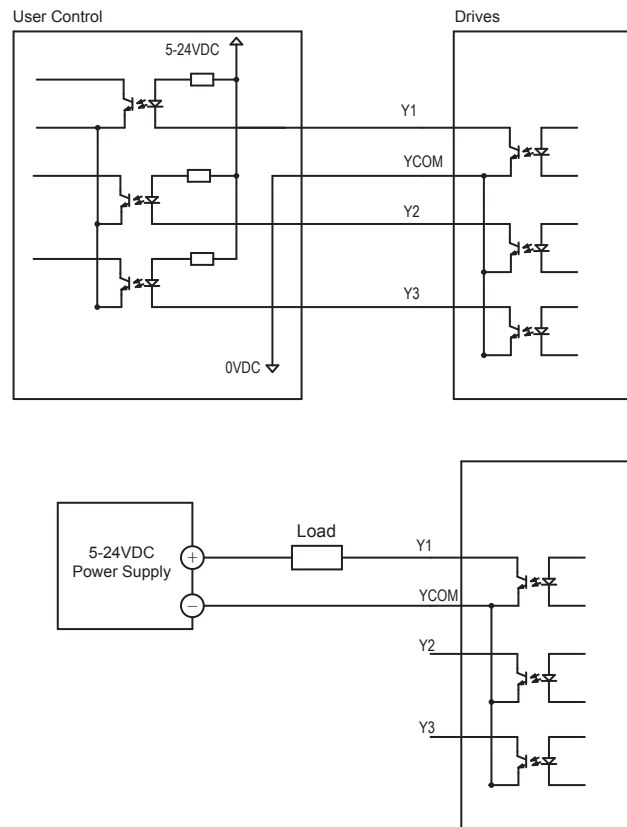 User Control
Drives
5-24VDC
Y1
YCOM
Y2
Y3
0VDC
5-24VDC
Power Supply
+
−
Load
Y1
YCOM
Y2
Y3